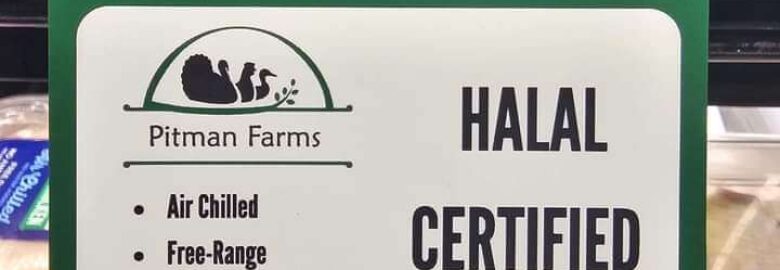 Pitman Farms
• Air Chilled
• Free-Range
HALAL
CERTIFIED